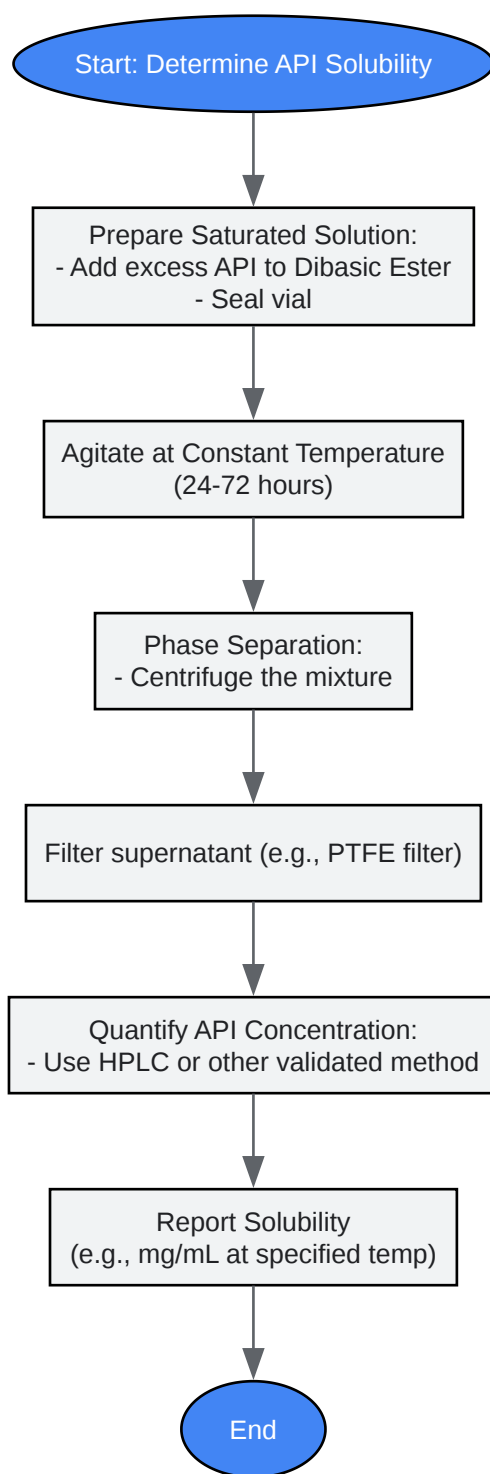 Start: Determine API Solubility
Prepare Saturated Solution:
- Add excess API to Dibasic Ester
- Seal vial
Agitate at Constant Temperature
(24-72 hours)
Phase Separation:
- Centrifuge the mixture
Filter supernatant (e.g., PTFE filter)
Quantify API Concentration:
- Use HPLC or other validated method
Report Solubility
(e.g., mg/mL at specified temp)
End